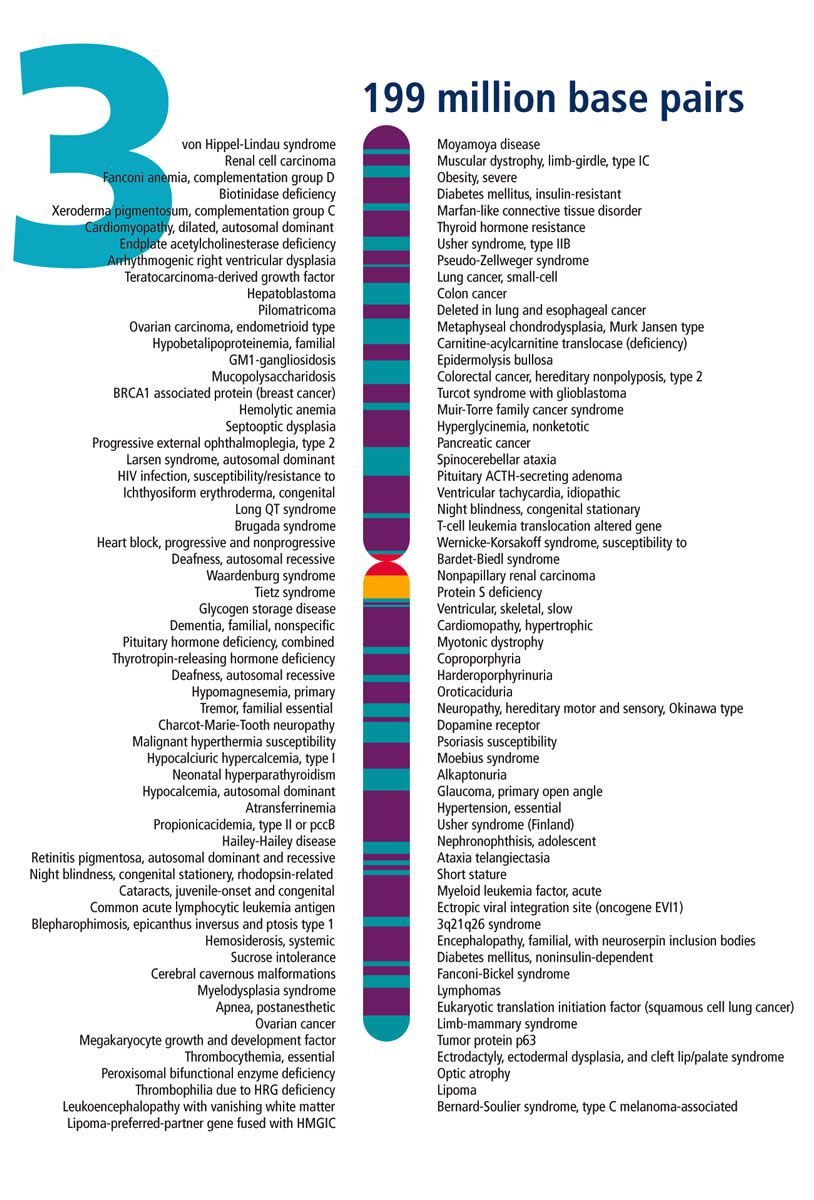 3
199 million base pairs
von Hippel-Lindau syndrome
Renal cell carcinoma
Fanconi anemia, complementation group D
Biotinidase deficiency
Xeroderma pigmentosum, complementation group C
Cardiomyopathy, dilated, autosomal dominant
Endplate acetylcholinesterase deficiency
Arrhythmogenic right ventricular dysplasia
Teratocarcinoma-derived growth factor
Hepatoblastoma
Pilomatricoma
Ovarian carcinoma, endometrioid type
Hypobetalipoproteinemia, familial
GM1-gangliosidosis
Mucopolysaccharidosis
BRCA1 associated protein (breast cancer)
Hemolytic anemia
Septooptic dysplasia
Progressive external ophthalmoplegia, type 2
Larsen syndrome, autosomal dominant
HIV infection, susceptibility/resistance to
Ichthyosiform erythroderma, congenital
Long QT syndrome
Brugada syndrome
Heart block, progressive and nonprogressive
Deafness, autosomal recessive
Waardenburg syndrome
Tietz syndrome
Glycogen storage disease
Dementia, familial, nonspecific
Pituitary hormone deficiency, combined
Thyrotropin-releasing hormone deficiency
Deafness, autosomal recessive
Hypomagnesemia, primary
Tremor, familial essential
Charcot-Marie-Tooth neuropathy
Malignant hyperthermia susceptibility
Hypocalciuric hypercalcemia, type I
Neonatal hyperparathyroidism
Hypocalcemia, autosomal dominant
Atransferrinemia
Propionicacidemia, type II or pccB
Hailey-Hailey disease
Retinitis pigmentosa, autosomal dominant and recessive
Night blindness, congenital stationery, rhodopsin-related
Cataracts, juvenile-onset and congenital
Common acute lymphocytic leukemia antigen
Blepharophimosis, epicanthus inversus and ptosis type 1
Hemosiderosis, systemic
Sucrose intolerance
Cerebral cavernous malformations
Myelodysplasia syndrome
Apnea, postanesthetic
Ovarian cancer
Megakaryocyte growth and development factor
Thrombocythemia, essential
Peroxisomal bifunctional enzyme deficiency
Thrombophilia due to HRG deficiency
Leukoencephalopathy with vanishing white matter
Lipoma-preferred-partner gene fused with HMGIC
Moyamoya disease
Muscular dystrophy, limb-girdle, type IC
Obesity, severe
Diabetes mellitus, insulin-resistant
Marfan-like connective tissue disorder
Thyroid hormone resistance
Usher syndrome, type IIB
Pseudo-Zellweger syndrome
Lung cancer, small-cell
Colon cancer
Deleted in lung and esophageal cancer
Metaphyseal chondrodysplasia, Murk Jansen type
Carnitine-acylcarnitine translocase (deficiency)
Epidermolysis bullosa
Colorectal cancer, hereditary nonpolyposis, type 2
Turcot syndrome with glioblastoma
Muir-Torre family cancer syndrome
Hyperglycinemia, nonketotic
Pancreatic cancer
Spinocerebellar ataxia
Pituitary ACTH-secreting adenoma
Ventricular tachycardia, idiopathic
Night blindness, congenital stationary
T-cell leukemia translocation altered gene
Wernicke-Korsakoff syndrome, susceptibility to
Bardet-Biedl syndrome
Nonpapillary renal carcinoma
Protein S deficiency
Ventricular, skeletal, slow
Cardiomopathy, hypertrophic
Myotonic dystrophy
Coproporphyria
Harderoporphyrinuria
Oroticaciduria
Neuropathy, hereditary motor and sensory, Okinawa type
Dopamine receptor
Psoriasis susceptibility
Moebius syndrome
Alkaptonuria
Glaucoma, primary open angle
Hypertension, essential
Usher syndrome (Finland)
Nephronophthisis, adolescent
Ataxia telangiectasia
Short stature
Myeloid leukemia factor, acute
Ectropic viral integration site (oncogene EVI1)
3q21q26 syndrome
Encephalopathy, familial, with neuroserpin inclusion bodies
Diabetes mellitus, noninsulin-dependent
Fanconi-Bickel syndrome
Lymphomas
Eukaryotic translation initiation factor (squamous cell lung cancer)
Limb-mammary syndrome
Tumor protein p63
Ectrodactyly, ectodermal dysplasia, and cleft lip/palate syndrome
Optic atrophy
Lipoma
Bernard-Soulier syndrome, type C melanoma-associated